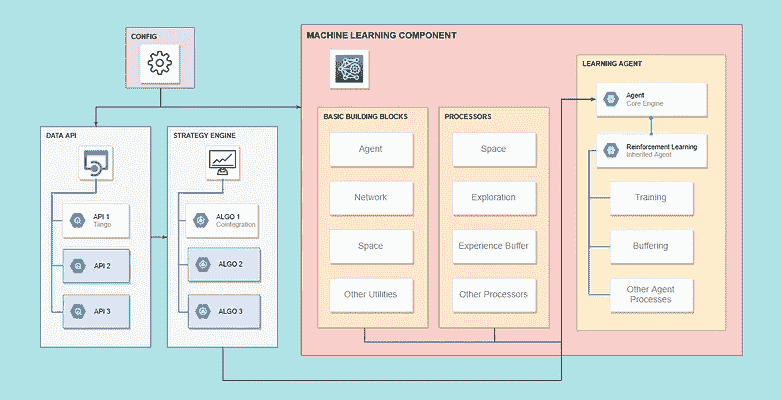 CONFIG
MACHINE LEARNING COMPONENT
LEARNING AGENT
Agent
Core Engine
Reinforcement Learning
Inherited Agent
Training
Buffering
Other Agent
Processes
BASIC BUILDING BLOCKS
Agent
Network
Space
Other Utilities
PROCESSORS
Space
Exploration
Experience Buffer
Other Processors
DATA API
API 1
Tiingo
API 2
API 3
STRATEGY ENGINE
ALGO 1
Cointegration
ALGO 2
ALGO 3